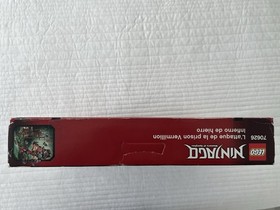 LEGO
NINJAGO
70626
L'attaque de la prison Vermillion
Infierno de hierro